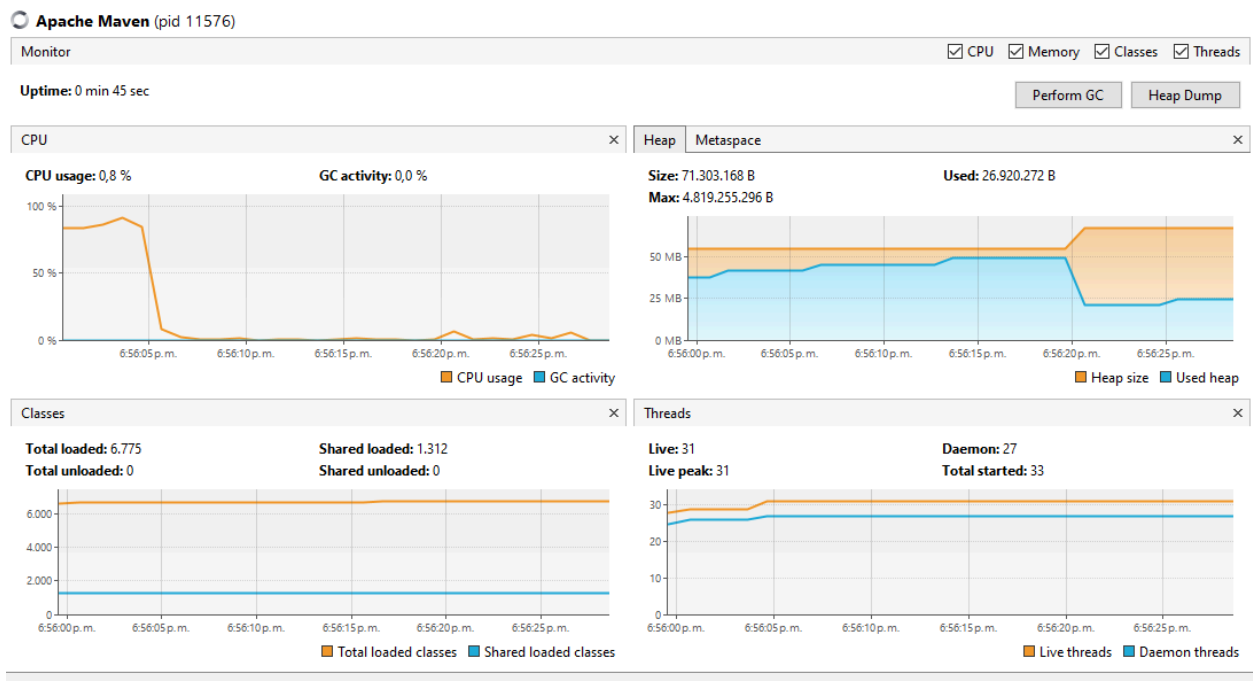 Apache Maven (pid 11576)
Monitor
CPU Memory Classes Threads
Uptime: 0 min 45 sec
Perform GC Heap Dump
CPU ×
CPU usage: 0,8 % GC activity: 0,0 %
100 %
50 %
0 %
6:56:05 p.m. 6:56:10 p.m. 6:56:15 p.m. 6:56:20 p.m. 6:56:25 p.m.
CPU usage GC activity
Heap Metaspace ×
Size: 71.303.168 B Used: 26.920.272 B
Max: 4.819.255.296 B
50 MB
25 MB
0 MB
6:56:00 p.m. 6:56:05 p.m. 6:56:10 p.m. 6:56:15 p.m. 6:56:20 p.m. 6:56:25 p.m.
Heap size Used heap
Classes ×
Total loaded: 6.775 Shared loaded: 1.312
Total unloaded: 0 Shared unloaded: 0
6.000
4.000
2.000
0
6:56:00 p.m. 6:56:05 p.m. 6:56:10 p.m. 6:56:15 p.m. 6:56:20 p.m. 6:56:25 p.m.
Total loaded classes Shared loaded classes
Threads ×
Live: 31 Daemon: 27
Live peak: 31 Total started: 33
30
20
10
0
6:56:00 p.m. 6:56:05 p.m. 6:56:10 p.m. 6:56:15 p.m. 6:56:20 p.m. 6:56:25 p.m.
Live threads Daemon threads